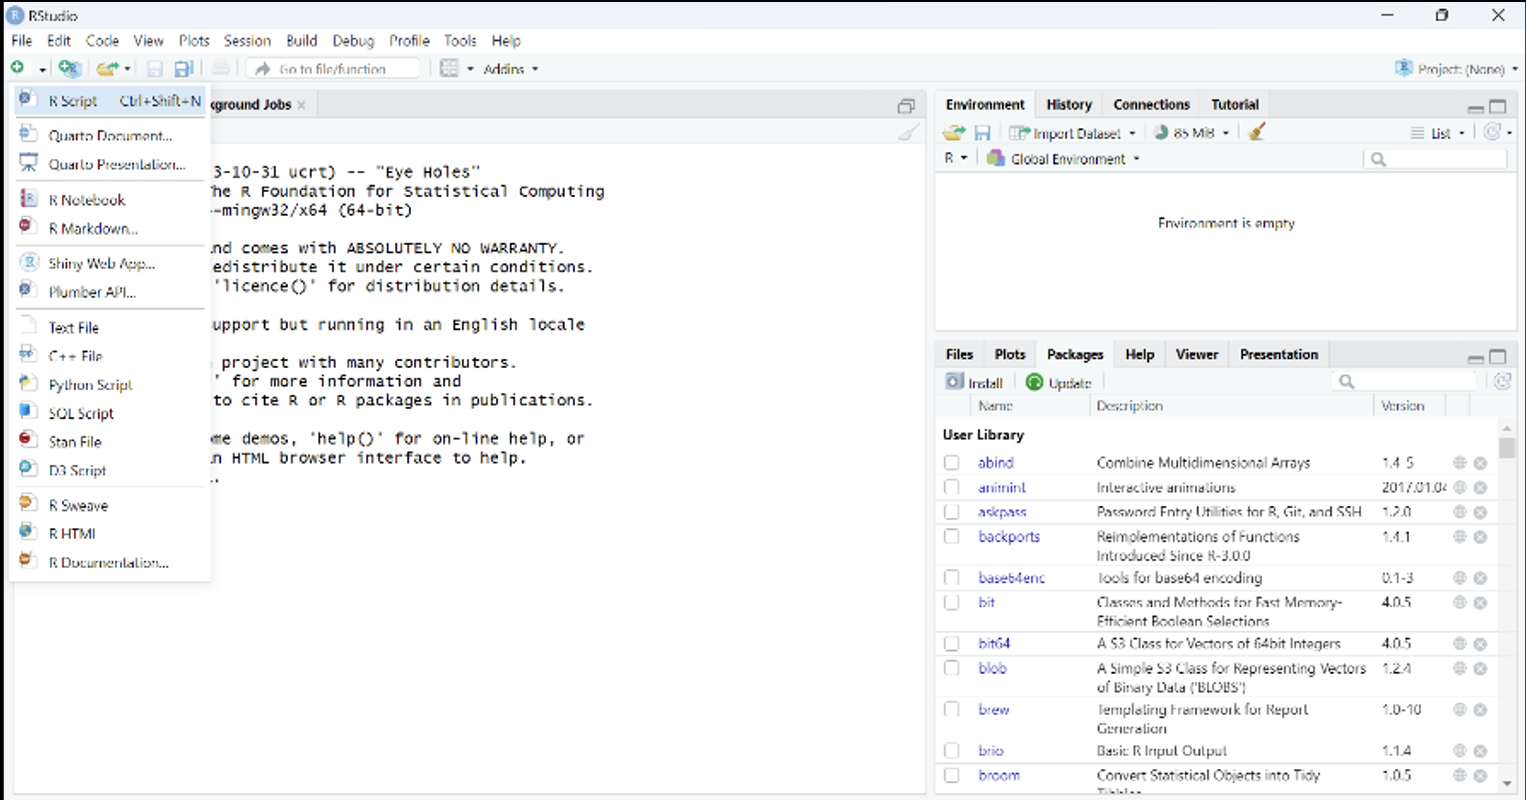 RStudio
File Edit Code View Plots Session Build Debug Profile Tools Help
Go to file/function Addins Project: (None)
R Script Ctrl+Shift+N
Quarto Document...
Quarto Presentation...
R Notebook
R Markdown...
Shiny Web App...
Plumber API...
Text File
C++ File
Python Script
SQL Script
Stan File
D3 Script
R Sweave
R HTML
R Documentation...
kground Jobs
3-10-31 ucrt) -- "Eye Holes"
he R Foundation for Statistical Computing
-mingw32/x64 (64-bit)
nd comes with ABSOLUTELY NO WARRANTY.
edistribute it under certain conditions.
'licence()' for distribution details.
upport but running in an English locale
project with many contributors.
' for more information and
to cite R or R packages in publications.
me demos, 'help()' for on-line help, or
n HTML browser interface to help.
.
Environment History Connections Tutorial
Import Dataset 85 MiB List
R Global Environment
Environment is empty
Files Plots Packages Help Viewer Presentation
Install Update
Name Description Version
User Library
abind Combine Multidimensional Arrays 1.4-5
animint Interactive animations 2017.01.04
askpass Password Entry Utilities for R, Git, and SSH 1.2.0
backports Reimplementations of Functions 1.4.1
Introduced Since R-3.0.0
base64enc Tools for base64 encoding 0.1-3
bit Classes and Methods for Fast Memory- 4.0.5
Efficient Boolean Selections
bit64 A S3 Class for Vectors of 64bit Integers 4.0.5
blob A Simple S3 Class for Representing Vectors 1.2.4
of Binary Data ('BLOBS')
brew Templating Framework for Report 1.0-10
Generation
brio Basic R Input Output 1.1.4
broom Convert Statistical Objects into Tidy 1.0.5